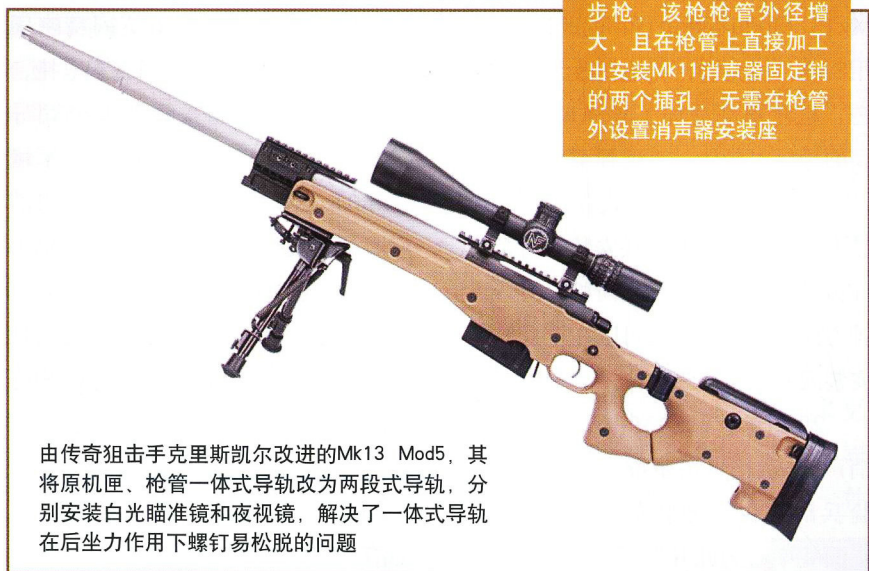 步枪，该枪枪管外径增
大，且在枪管上直接加工
出安装Mk11消声器固定销
的两个插孔，无需在枪管
外设置消声器安装座
由传奇狙击手克里斯凯尔改进的Mk13 Mod5，其
将原机匣、枪管一体式导轨改为两段式导轨，分
别安装白光瞄准镜和夜视镜，解决了一体式导轨
在后坐力作用下螺钉易松脱的问题